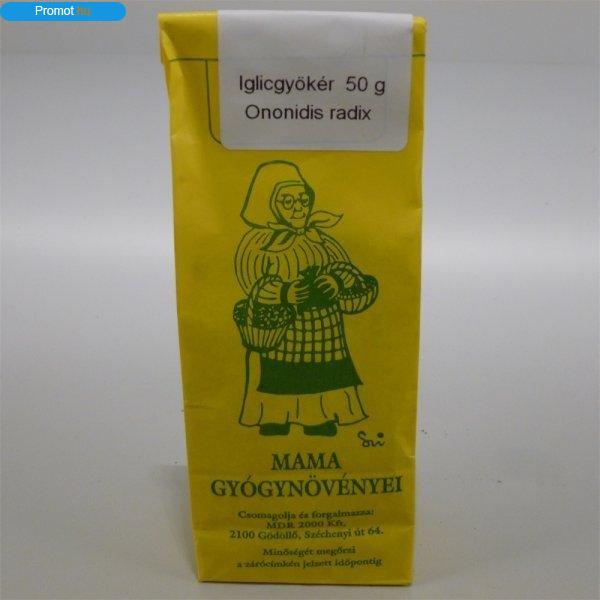 Promot.hu
Iglicgyökér 50 g
Ononidis radix
Sri
MAMA
GYÓGYNÖVÉNYEI
Csomagolja és forgalmazza:
MDR 2000 Kft.
2100 Gödöllő, Széchenyi út 64.
Minőségét megőrzi
a zárócímkén jelzett időpontig